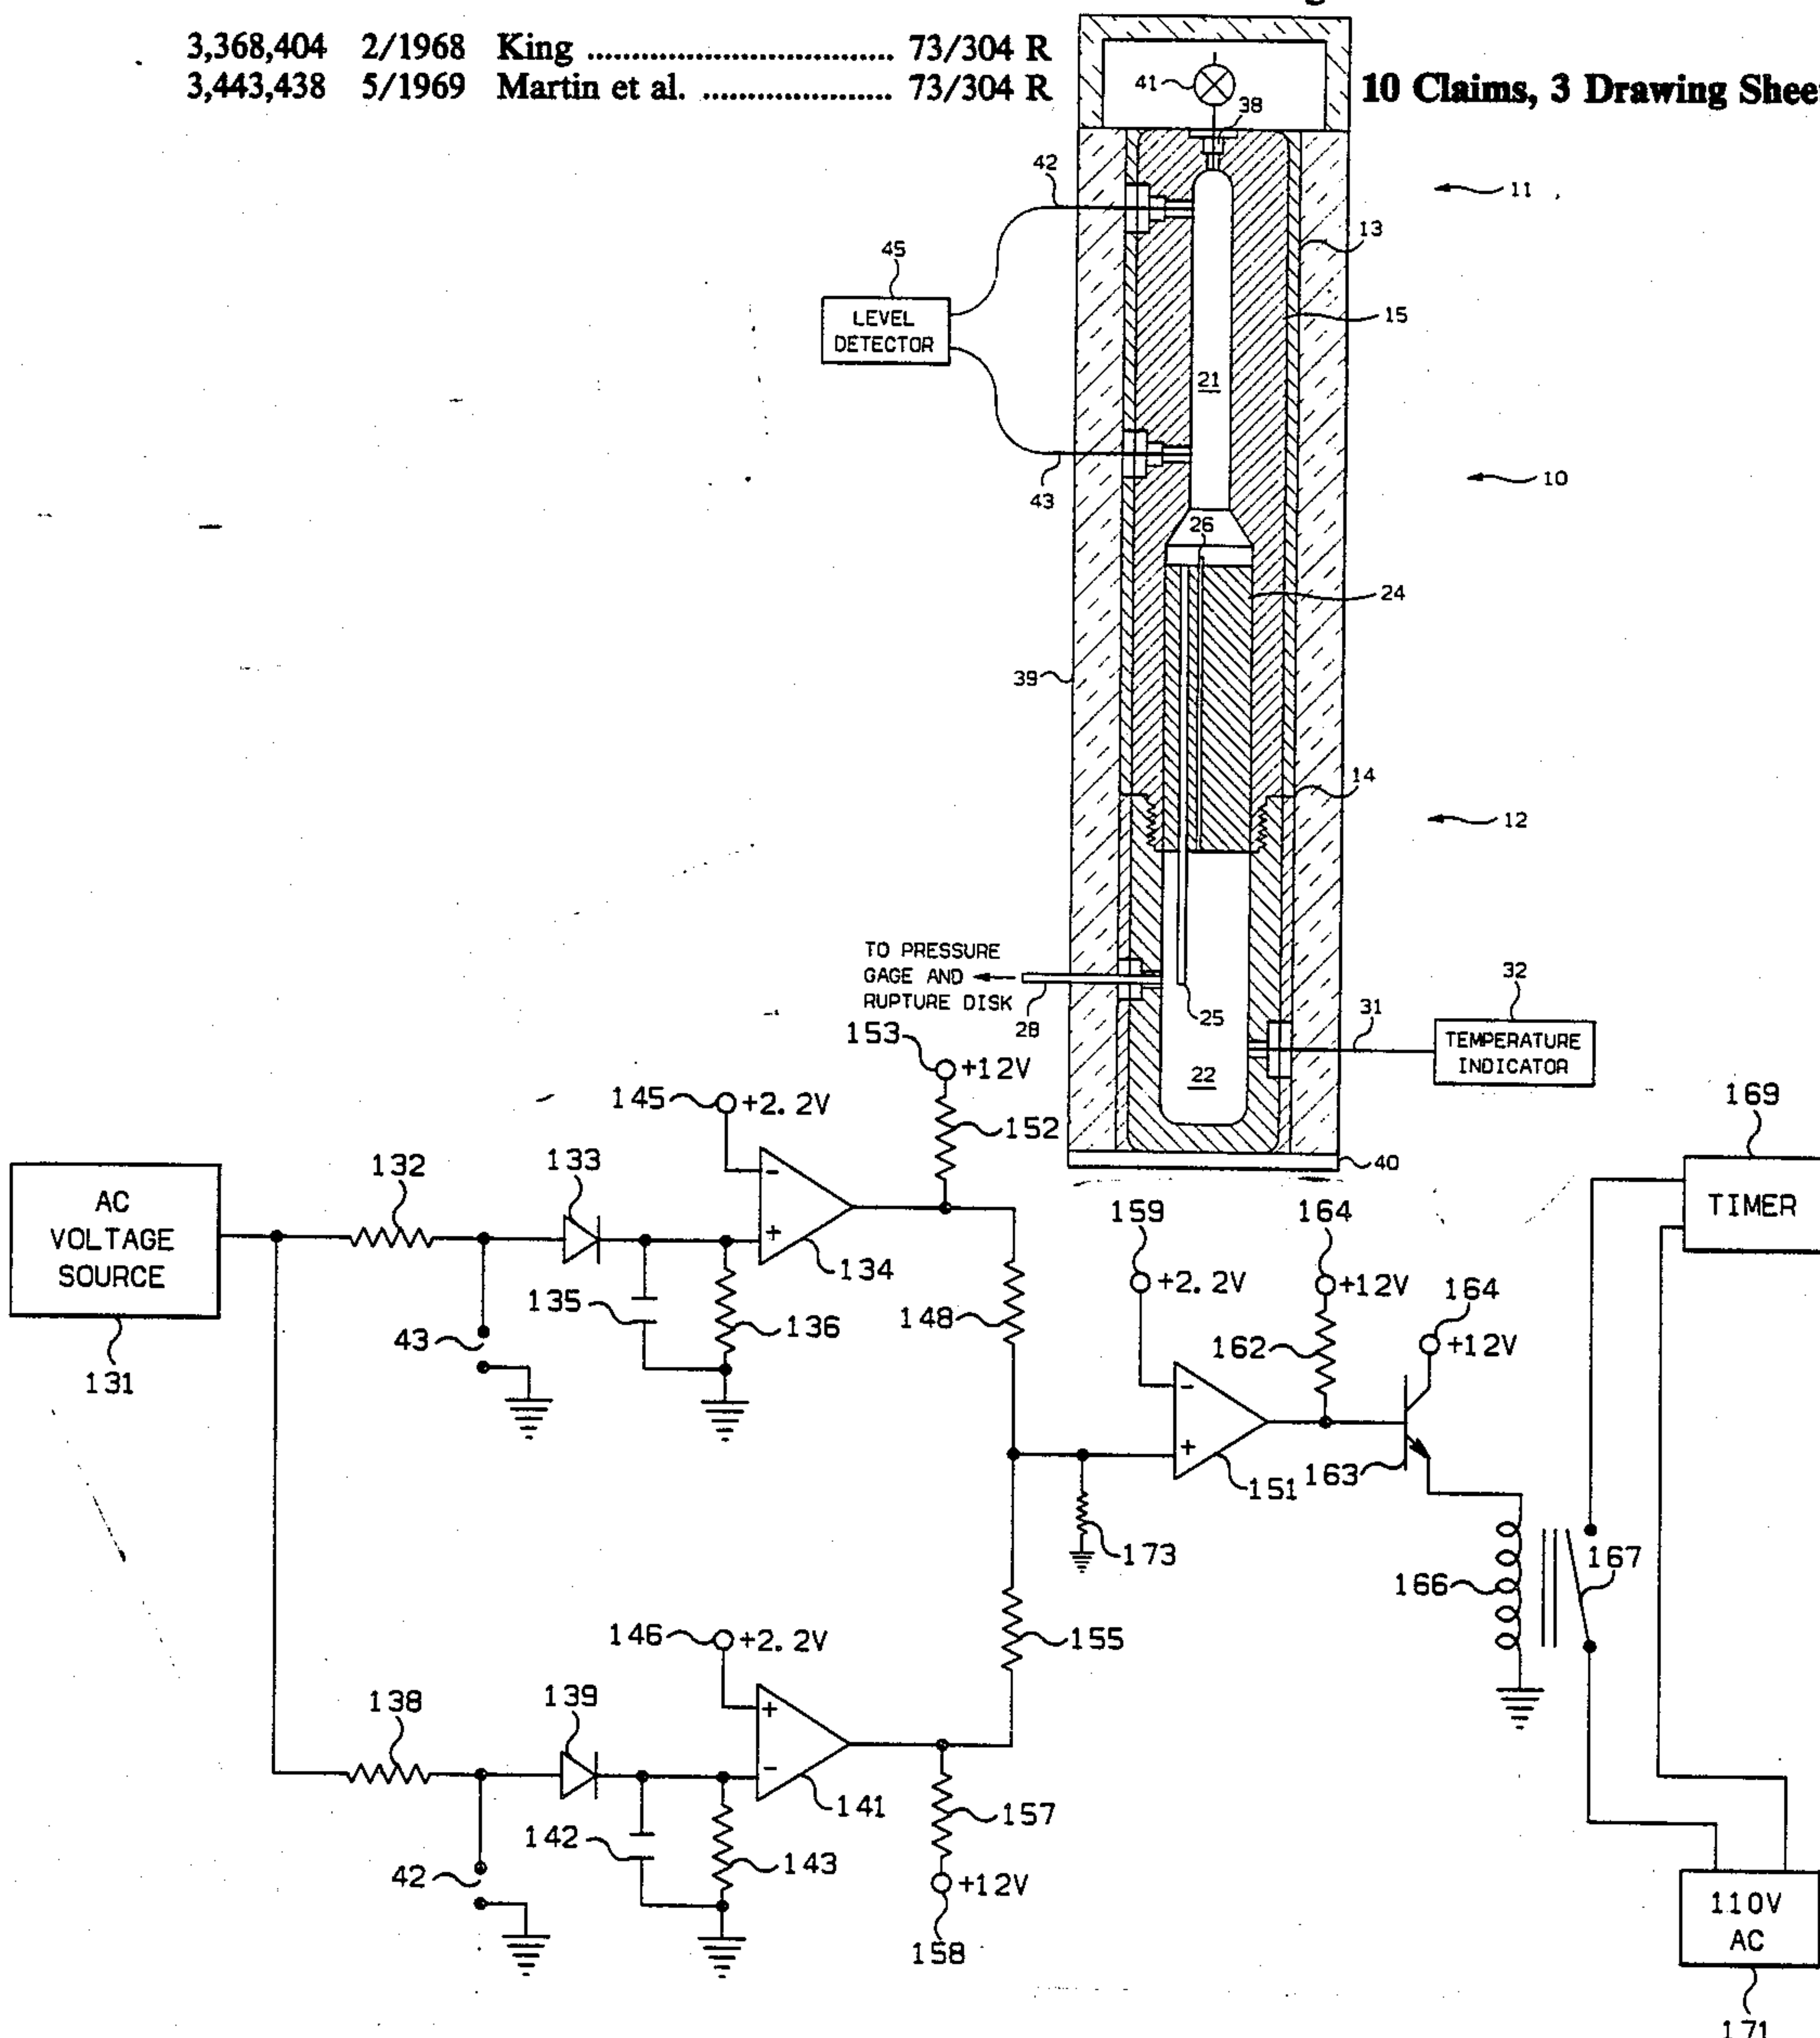 3,368,404 2/1968 King ................................ 73/304 R
3,443,438 5/1969 Martin et al. ..................... 73/304 R
10 Claims, 3 Drawing Shee
41
38
42
11
13
45
LEVEL
DETECTOR
15
21
43
10
26
24
39
14
12
TO PRESSURE
GAGE AND
RUPTURE DISK
28
25
31
32
TEMPERATURE
INDICATOR
22
40
153
+12V
152
145
+2.2V
-
+
134
AC
VOLTAGE
SOURCE
131
132
133
135
136
43
148
159
+2.2V
164
+12V
164
+12V
162
-
+
151
163
173
169
TIMER
166
167
155
146
+2.2V
+
-
141
138
139
142
143
42
157
+12V
158
110V
AC
171